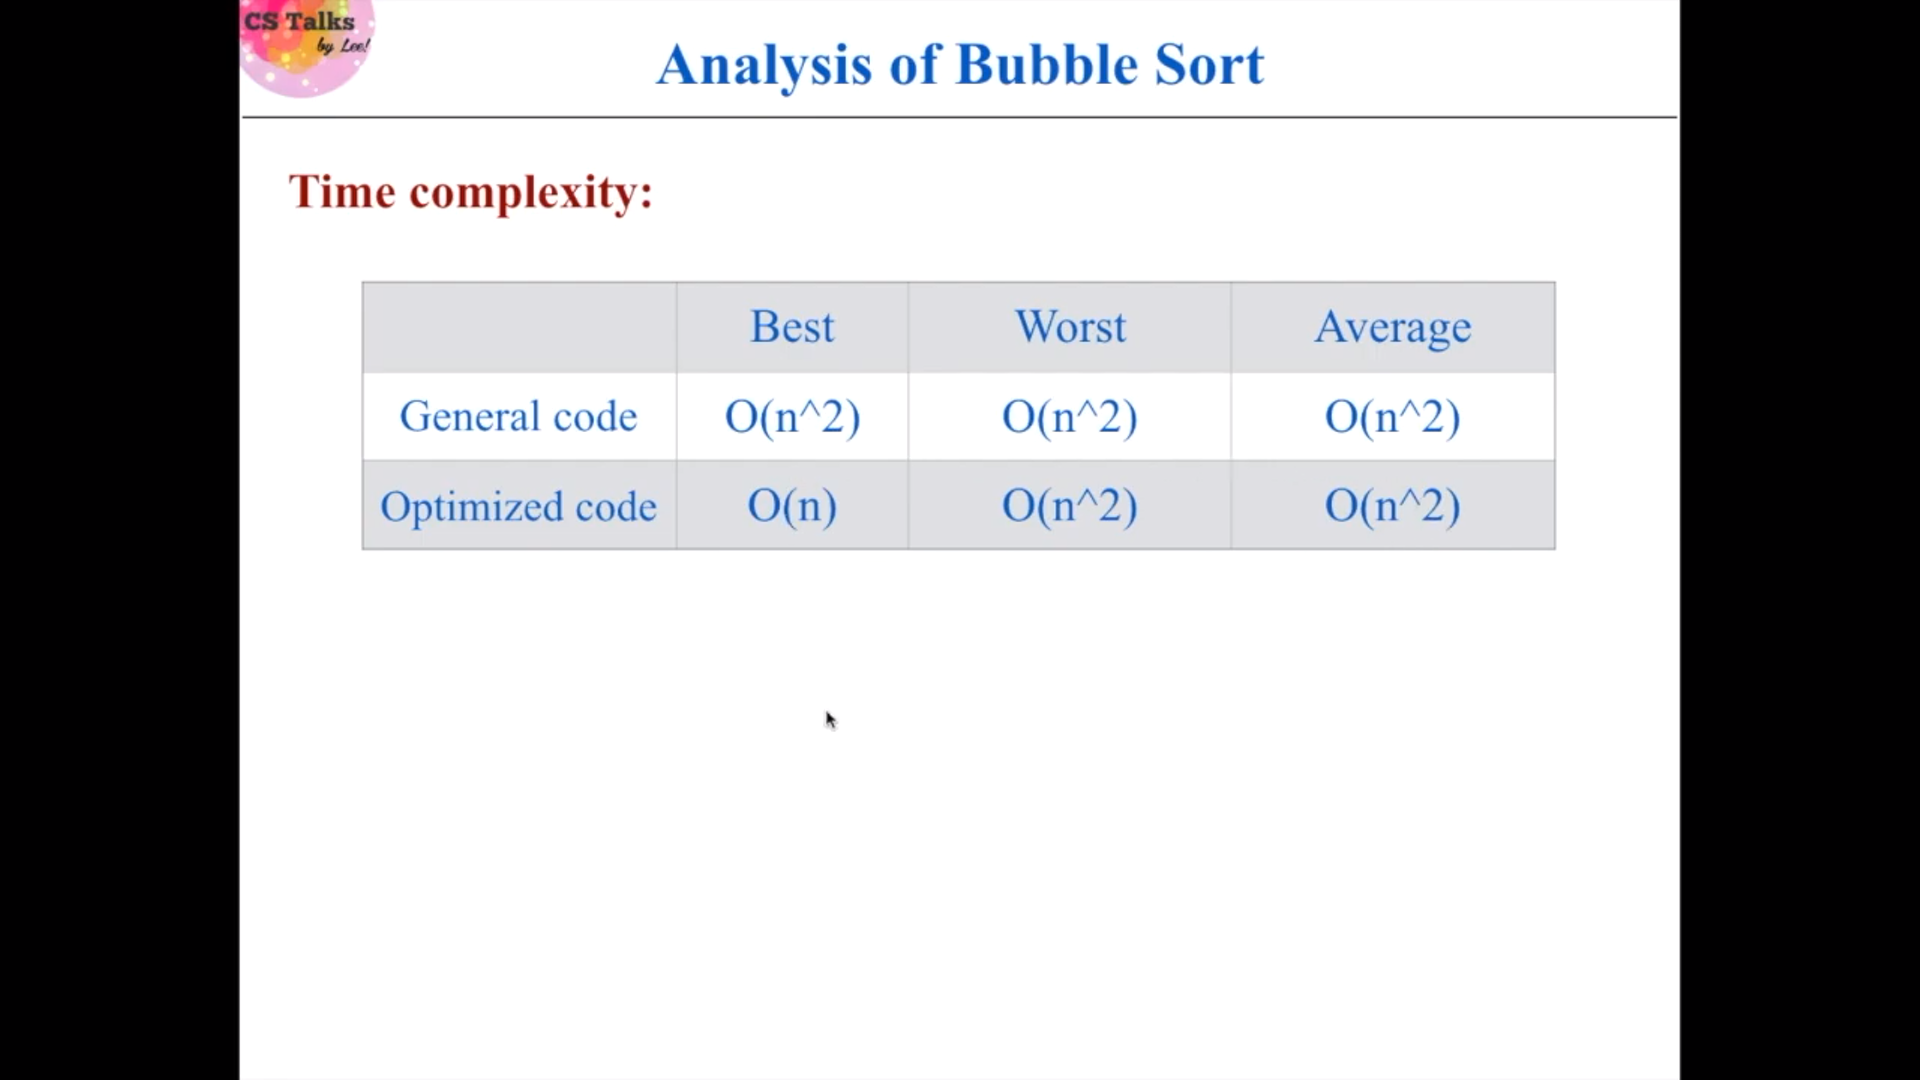 CS Talks
by Lee!
Analysis of Bubble Sort
Time complexity:
Best Worst Average
General code O(n^2) O(n^2) O(n^2)
Optimized code O(n) O(n^2) O(n^2)